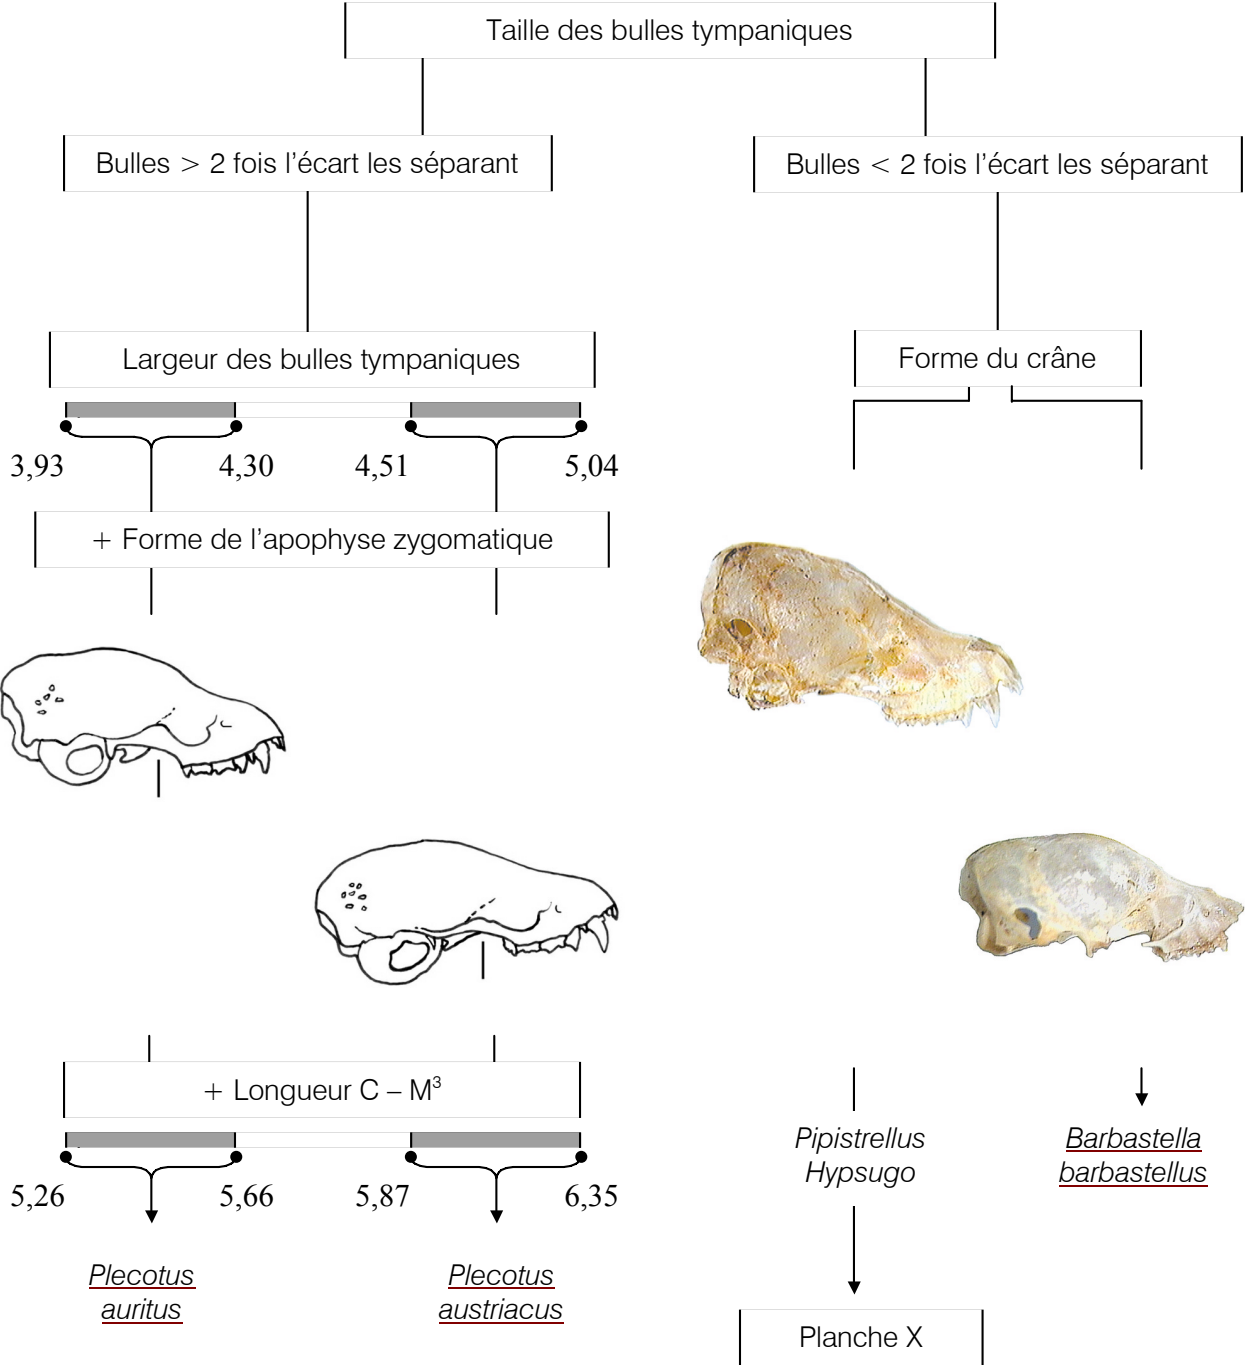 Taille des bulles tympaniques
Bulles > 2 fois l’écart les séparant
Bulles < 2 fois l’écart les séparant
Largeur des bulles tympaniques
Forme du crâne
3,93
4,30
4,51
5,04
+ Forme de l’apophyse zygomatique
+ Longueur C – M³
5,26
5,66
5,87
6,35
Plecotus
auritus
Plecotus
austriacus
Pipistrellus
Hypsugo
Barbastella
barbastellus
Planche X